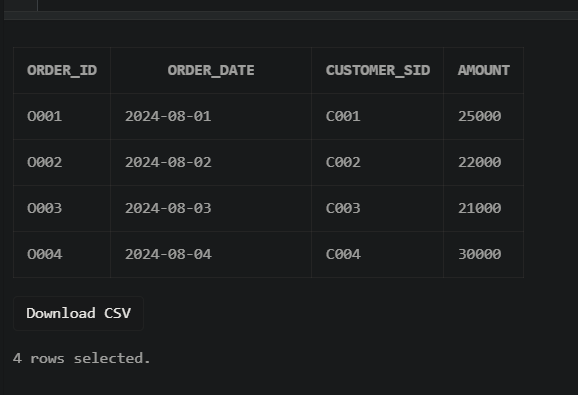 ORDER_ID ORDER_DATE CUSTOMER_SID AMOUNT
O001 2024-08-01 C001 25000
O002 2024-08-02 C002 22000
O003 2024-08-03 C003 21000
O004 2024-08-04 C004 30000
Download CSV
4 rows selected.